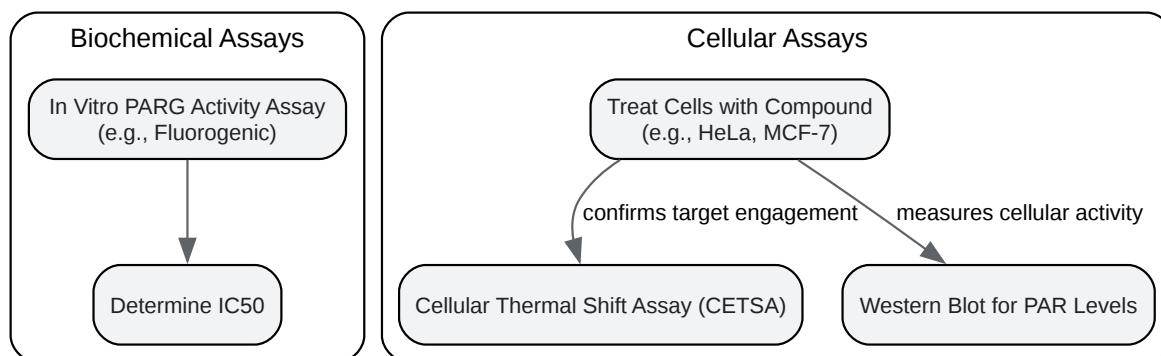 Biochemical Assays
In Vitro PARG Activity Assay
(e.g., Fluorogenic)
Determine IC50
Cellular Assays
Treat Cells with Compound
(e.g., HeLa, MCF-7)
confirms target engagement
measures cellular activity
Cellular Thermal Shift Assay (CETSA)
Western Blot for PAR Levels